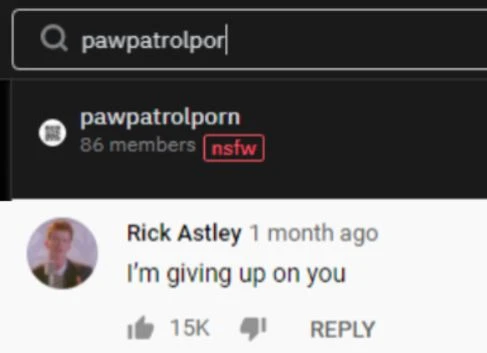 pawpatrolpor
pawpatrolporn
86 members nsfw
Rick Astley 1 month ago
I'm giving up on you
15K REPLY